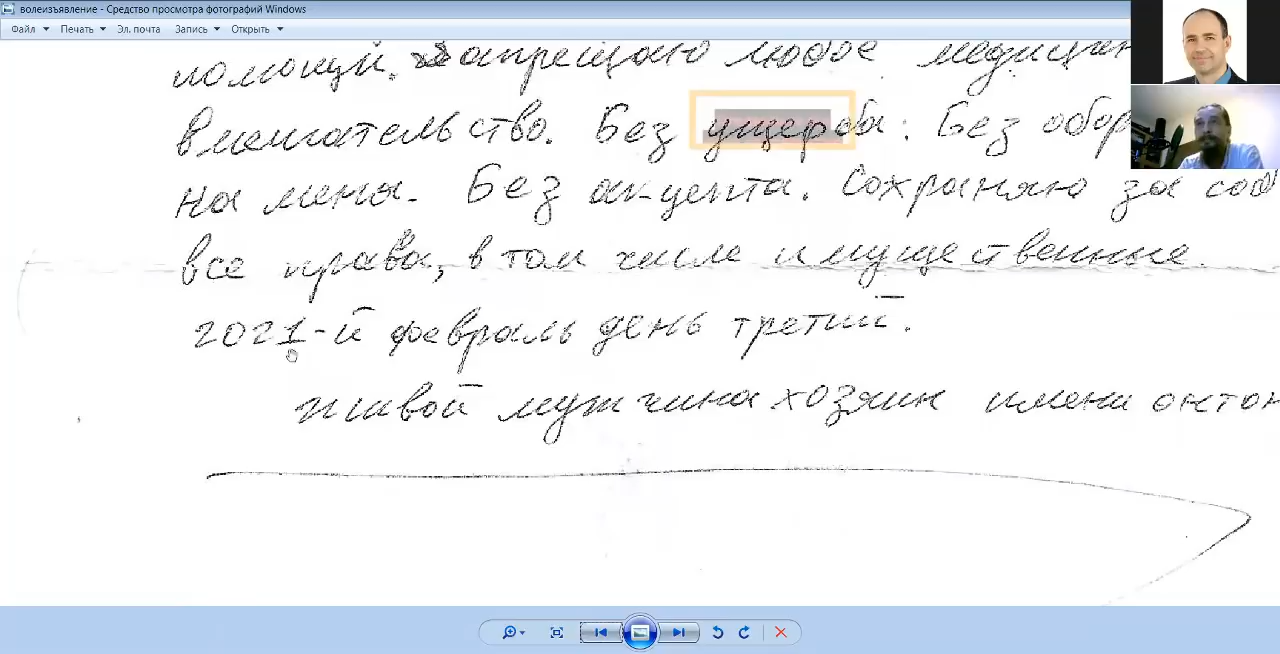 волеизъявление - Средство просмотра фотографий Windows
Файл Печать Эл. почта Запись Открыть
помощи. Запрещаю любое медицин
вмешательство. Без ущерба. Без обор
на меня. Без акцепта. Сохраняю за соб
все права, в том числе имущественные.
2021-й февраль день третий.
живой мужчина хозяин имени антон